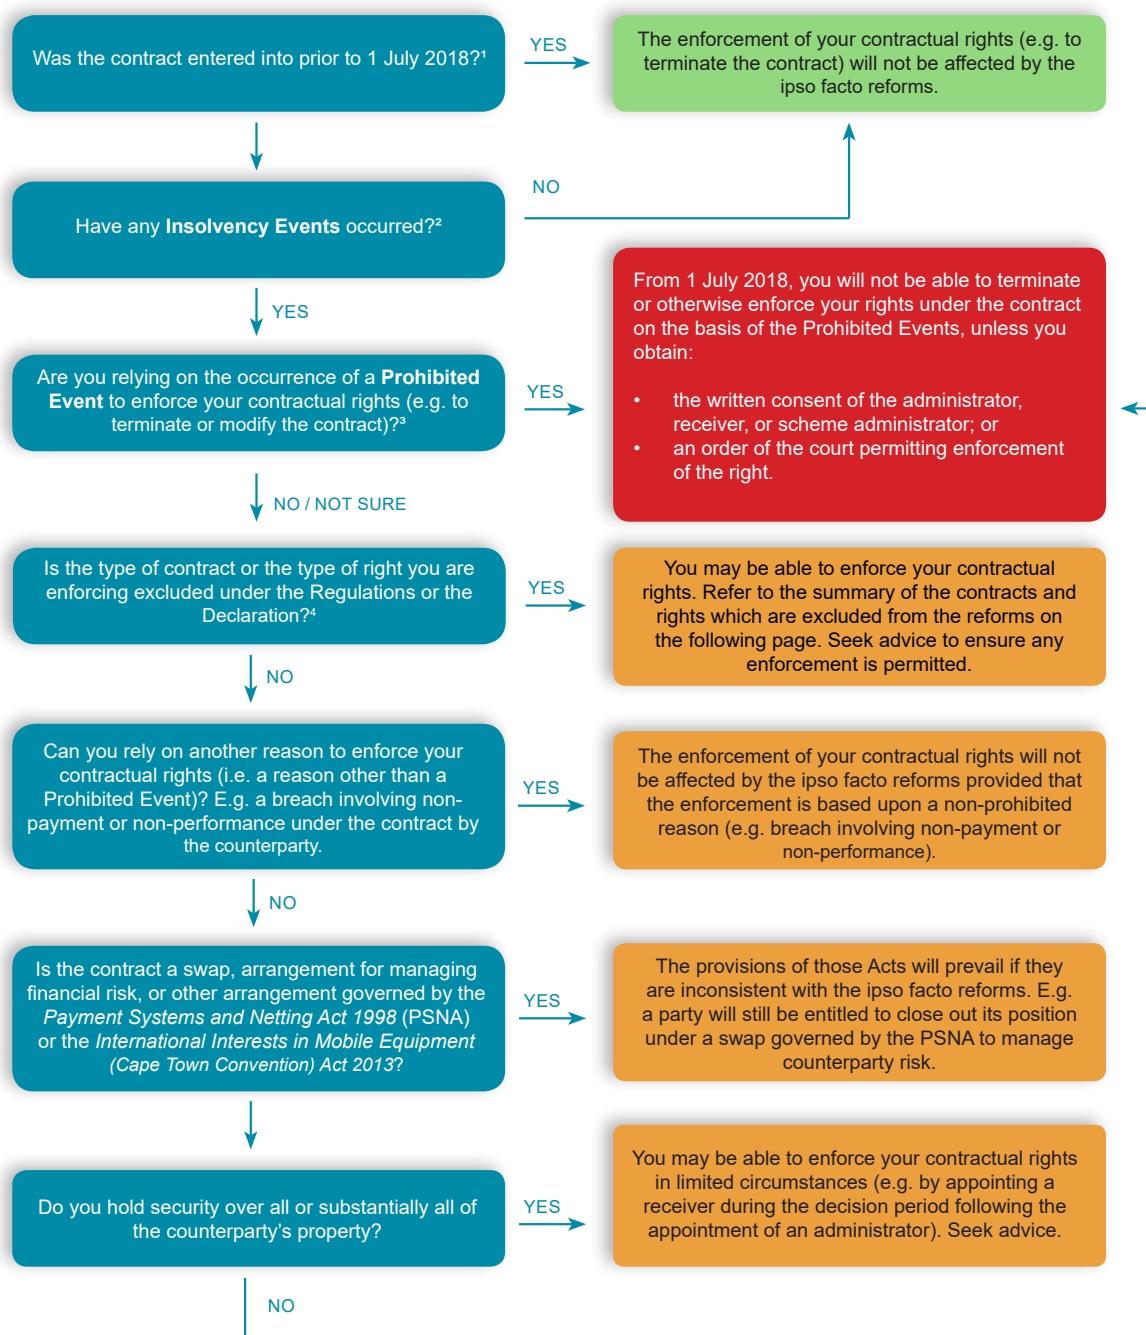 Was the contract entered into prior to 1 July 2018?¹
YES
The enforcement of your contractual rights (e.g. to
terminate the contract) will not be affected by the
ipso facto reforms.
Have any Insolvency Events occurred?²
NO
YES
From 1 July 2018, you will not be able to terminate
or otherwise enforce your rights under the contract
on the basis of the Prohibited Events, unless you
obtain:
• the written consent of the administrator,
receiver, or scheme administrator; or
• an order of the court permitting enforcement
of the right.
Are you relying on the occurrence of a Prohibited
Event to enforce your contractual rights (e.g. to
terminate or modify the contract)?³
YES
NO / NOT SURE
Is the type of contract or the type of right you are
enforcing excluded under the Regulations or the
Declaration?⁴
YES
You may be able to enforce your contractual
rights. Refer to the summary of the contracts and
rights which are excluded from the reforms on
the following page. Seek advice to ensure any
enforcement is permitted.
NO
Can you rely on another reason to enforce your
contractual rights (i.e. a reason other than a
Prohibited Event)? E.g. a breach involving non-
payment or non-performance under the contract by
the counterparty.
YES
The enforcement of your contractual rights will not
be affected by the ipso facto reforms provided that
the enforcement is based upon a non-prohibited
reason (e.g. breach involving non-payment or
non-performance).
NO
Is the contract a swap, arrangement for managing
financial risk, or other arrangement governed by the
Payment Systems and Netting Act 1998 (PSNA)
or the International Interests in Mobile Equipment
(Cape Town Convention) Act 2013?
YES
The provisions of those Acts will prevail if they
are inconsistent with the ipso facto reforms. E.g.
a party will still be entitled to close out its position
under a swap governed by the PSNA to manage
counterparty risk.
Do you hold security over all or substantially all of
the counterparty's property?
YES
You may be able to enforce your contractual rights
in limited circumstances (e.g. by appointing a
receiver during the decision period following the
appointment of an administrator). Seek advice.
NO